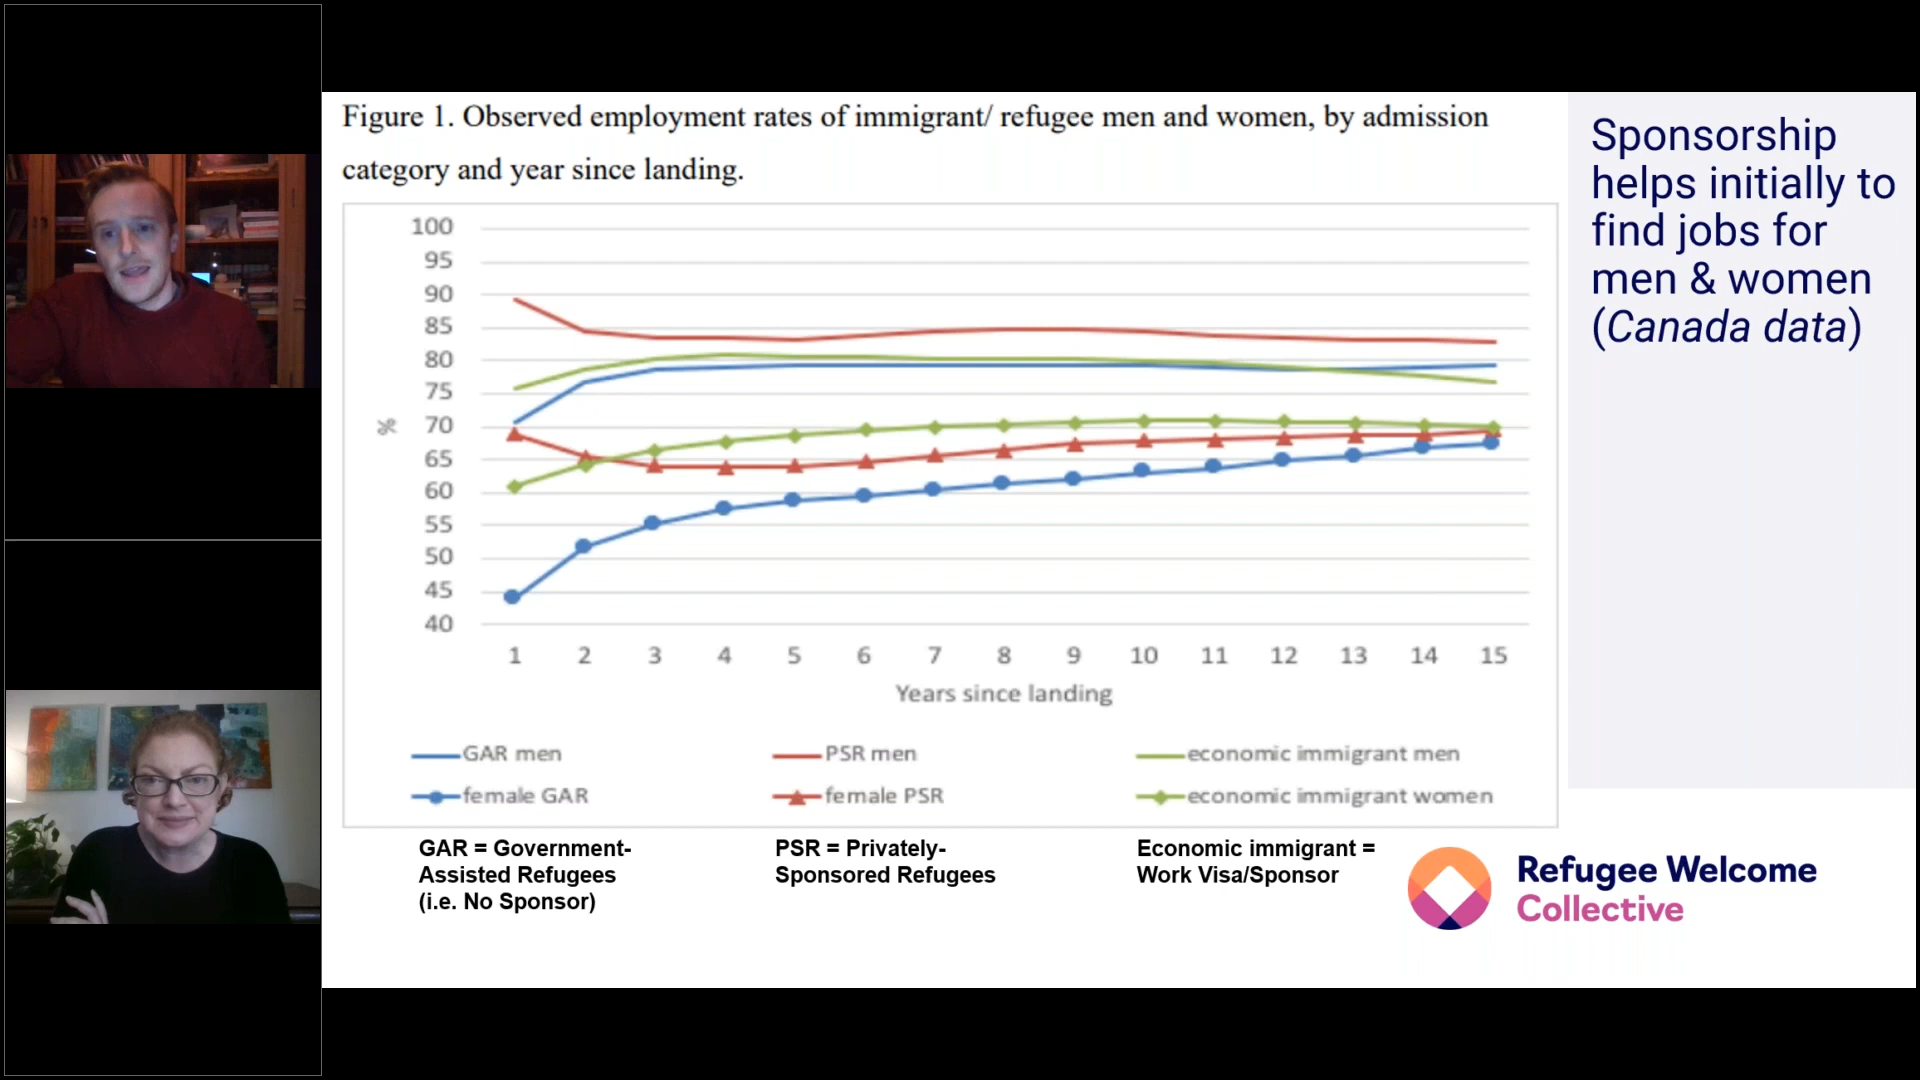 Figure 1. Observed employment rates of immigrant/ refugee men and women, by admission
category and year since landing.
100
95
90
85
80
75
70
65
60
55
50
45
40
%
1 2 3 4 5 6 7 8 9 10 11 12 13 14 15
Years since landing
GAR men PSR men economic immigrant men
female GAR female PSR economic immigrant women
GAR = Government-
Assisted Refugees
(i.e. No Sponsor)
PSR = Privately-
Sponsored Refugees
Economic immigrant =
Work Visa/Sponsor
Sponsorship
helps initially to
find jobs for
men & women
(Canada data)
Refugee Welcome
Collective